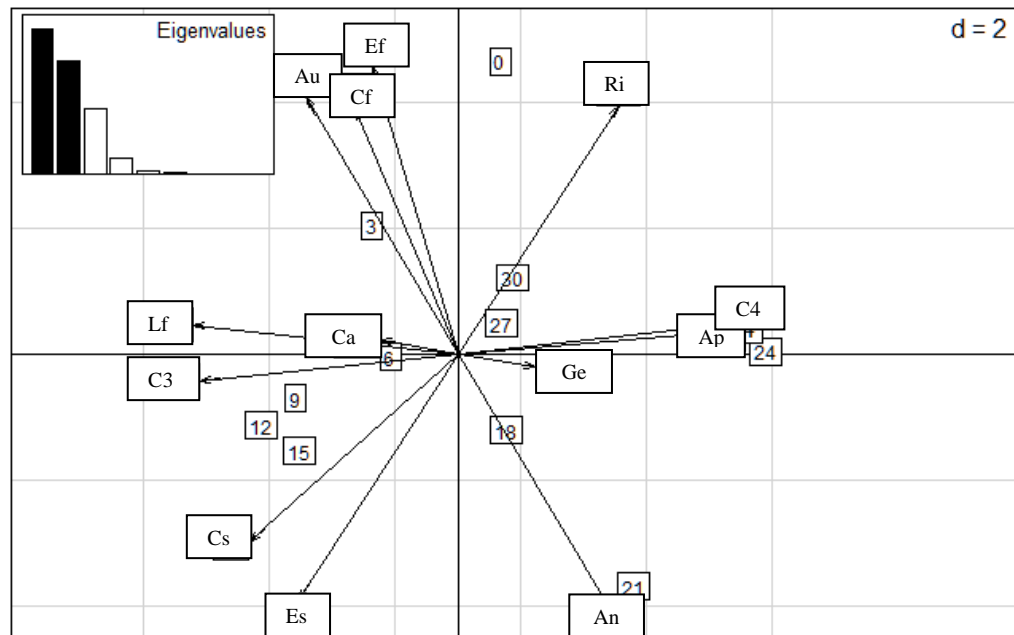 Eigenvalues
d = 2
Ef
0
Au
Cf
Ri
3
30
Lf
27
C4
Ca
Ap
6
24
C3
Ge
9
12
18
15
Cs
21
Es
An